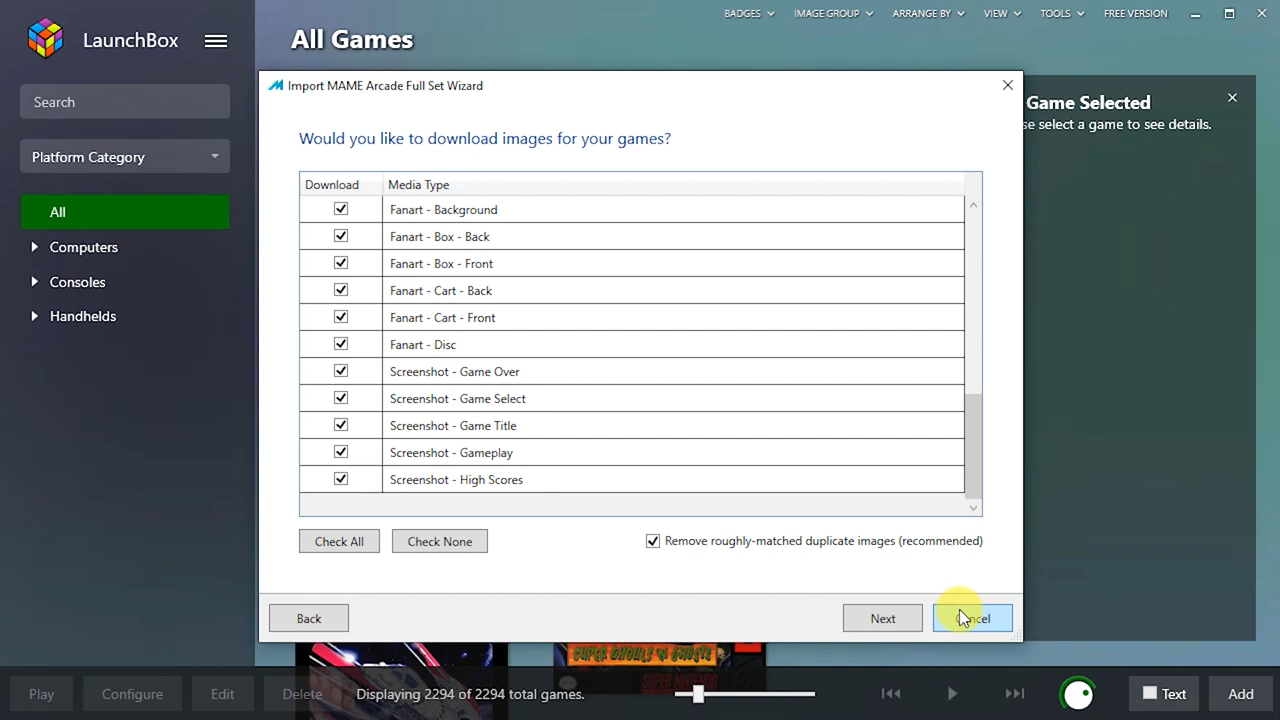 BADGES IMAGE GROUP ARRANGE BY VIEW TOOLS FREE VERSION
LaunchBox
All Games
Search
Platform Category
All
Computers
Consoles
Handhelds
Import MAME Arcade Full Set Wizard
Would you like to download images for your games?
Download Media Type
Fanart - Background
Fanart - Box - Back
Fanart - Box - Front
Fanart - Cart - Back
Fanart - Cart - Front
Fanart - Disc
Screenshot - Game Over
Screenshot - Game Select
Screenshot - Game Title
Screenshot - Gameplay
Screenshot - High Scores
Check All Check None Remove roughly-matched duplicate images (recommended)
Back Next
Game Selected
select a game to see details.
SUPER GHOULS 'N GHOSTS
Play Configure Edit Delete Displaying 2294 of 2294 total games. Text Add